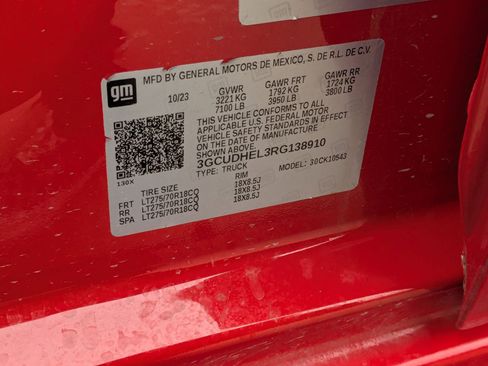 gm
MFD BY GENERAL MOTORS DE MEXICO, S. DE R.L. DE C.V.
10/23 GVWR GAWR FRT GAWR RR
3221 KG 1792 KG 1724 KG
7100 LB 3950 LB 3800 LB
THIS VEHICLE CONFORMS TO ALL
APPLICABLE U.S. FEDERAL MOTOR
VEHICLE SAFETY STANDARDS IN EFFECT
ON THE DATE OF MANUFACTURE
SHOWN ABOVE.
3GCUDHEL3RG138910
TYPE: TRUCK MODEL: 30CK10543
130X
TIRE SIZE RIM
FRT LT275/70R18CQ 18X8.5J
RR LT275/70R18CQ 18X8.5J
SPA LT275/70R18CQ 18X8.5J